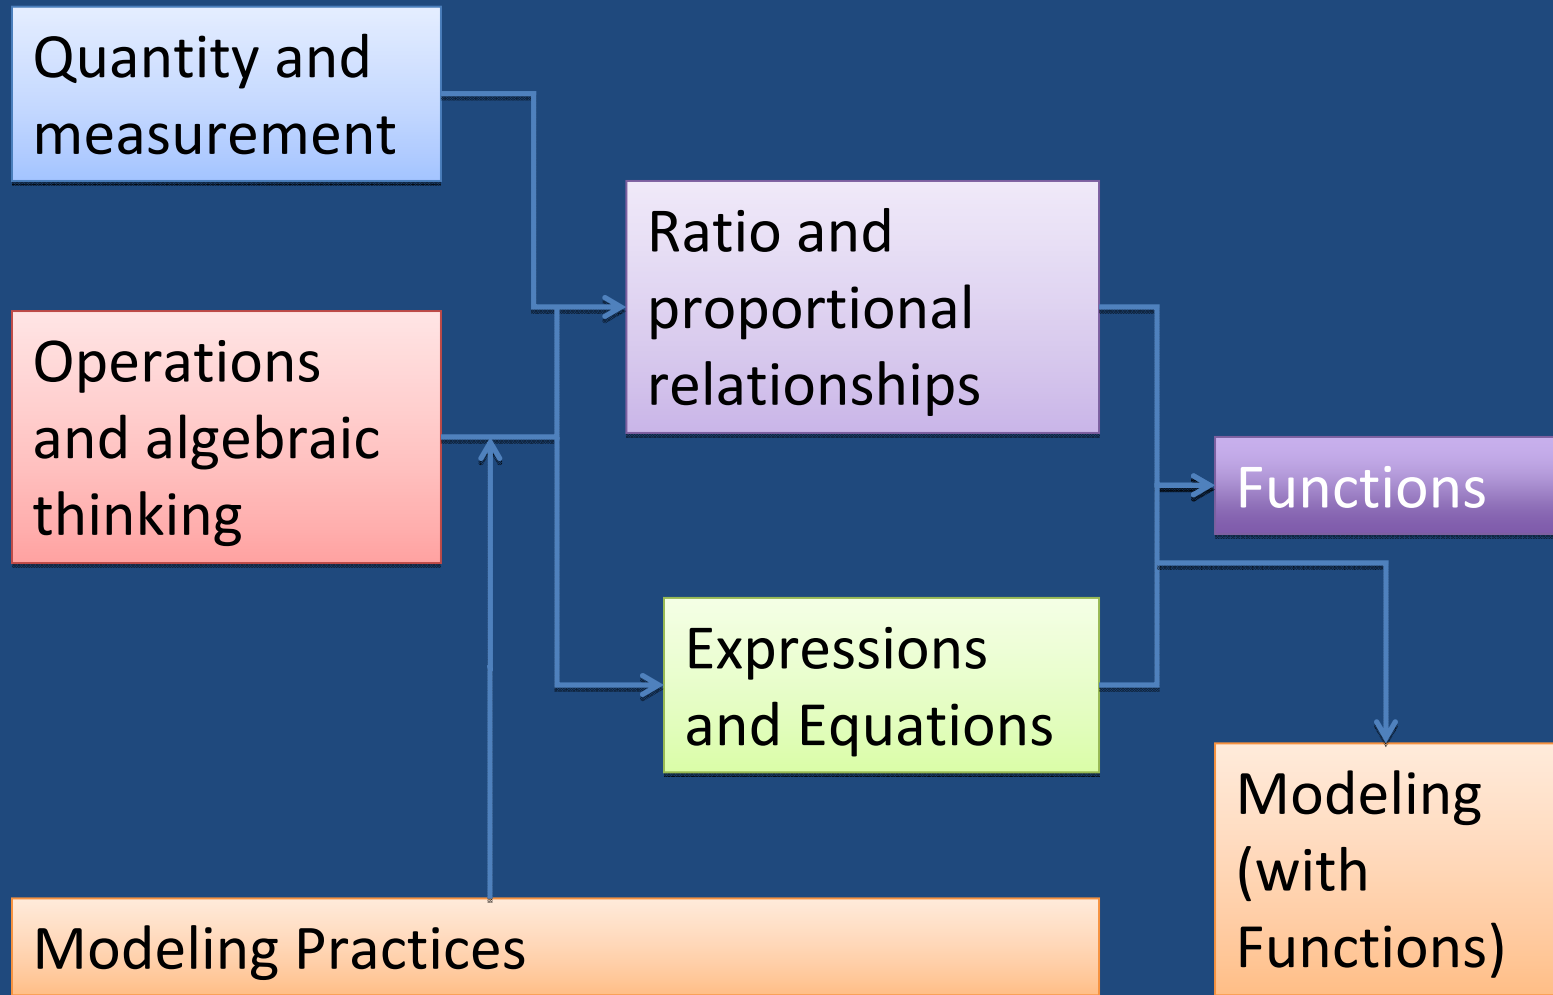 Quantity and
measurement
Ratio and
proportional
relationships
Operations
and algebraic
thinking
Functions
Expressions
and Equations
Modeling
(with
Functions)
Modeling Practices